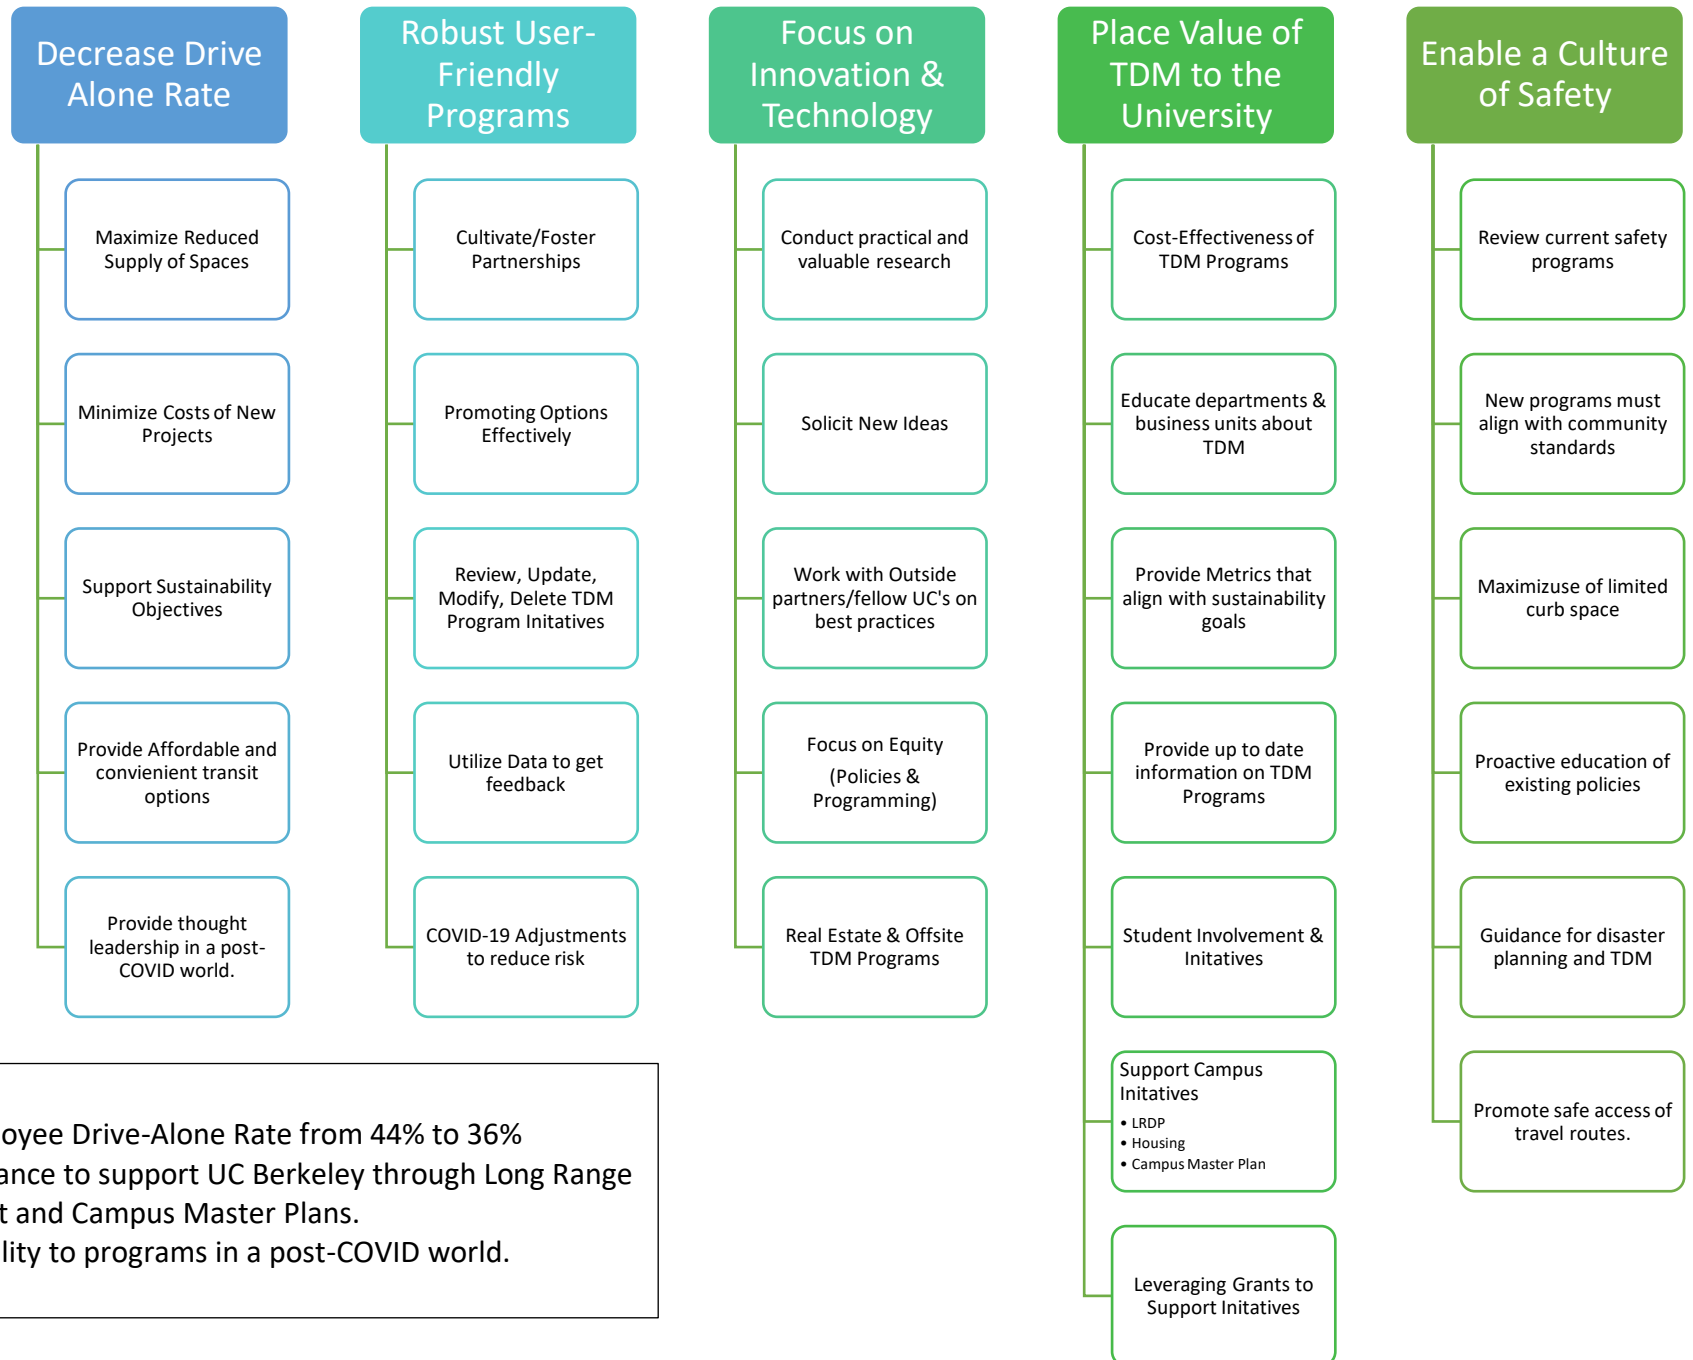 Decrease Drive
Alone Rate
Maximize Reduced
Supply of Spaces
Minimize Costs of New
Projects
Support Sustainability
Objectives
Provide Affordable and
convienient transit
options
Provide thought
leadership in a post-
COVID world.
Robust User-
Friendly
Programs
Cultivate/Foster
Partnerships
Promoting Options
Effectively
Review, Update,
Modify, Delete TDM
Program Initatives
Utilize Data to get
feedback
COVID-19 Adjustments
to reduce risk
Focus on
Innovation &
Technology
Conduct practical and
valuable research
Solicit New Ideas
Work with Outside
partners/fellow UC's on
best practices
Focus on Equity
(Policies &
Programming)
Real Estate & Offsite
TDM Programs
Place Value of
TDM to the
University
Cost-Effectiveness of
TDM Programs
Educate departments &
business units about
TDM
Provide Metrics that
align with sustainability
goals
Provide up to date
information on TDM
Programs
Student Involvement &
Initatives
Support Campus
Initatives
• LRDP
• Housing
• Campus Master Plan
Leveraging Grants to
Support Initatives
Enable a Culture
of Safety
Review current safety
programs
New programs must
align with community
standards
Maximizuse of limited
curb space
Proactive education of
existing policies
Guidance for disaster
planning and TDM
Promote safe access of
travel routes.
oyee Drive-Alone Rate from 44% to 36%
ance to support UC Berkeley through Long Range
t and Campus Master Plans.
ility to programs in a post-COVID world.